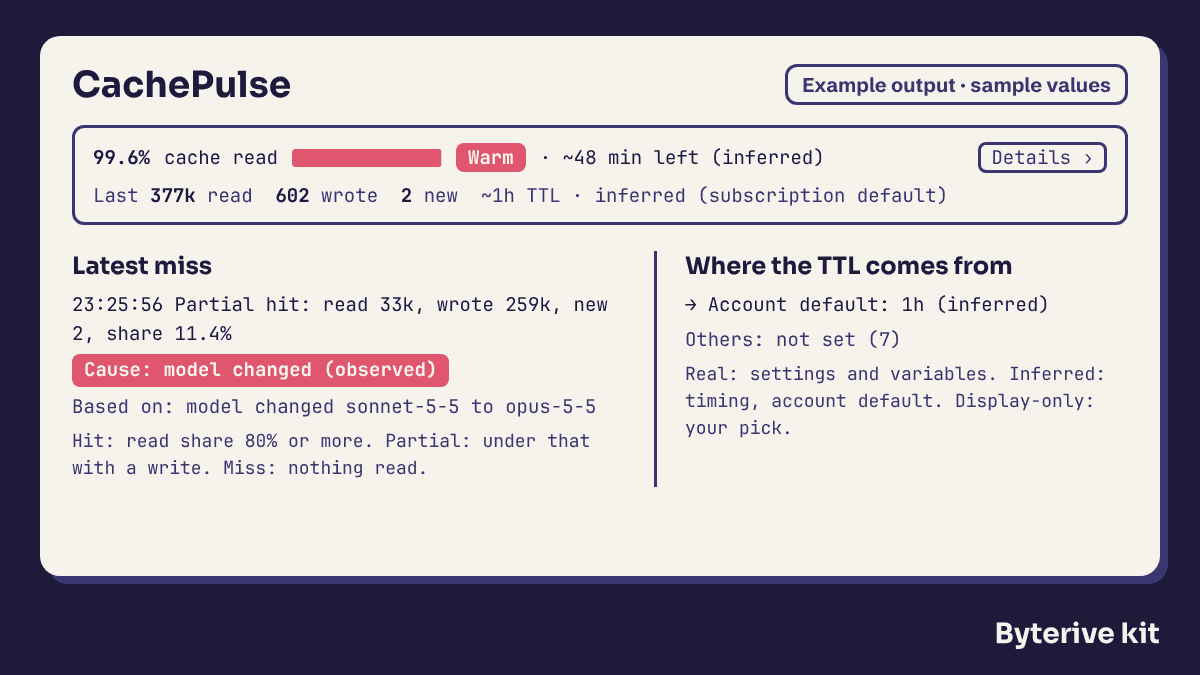 CachePulse
Example output · sample values
99.6% cache read Warm · ~48 min left (inferred) Details ›
Last 377k read 602 wrote 2 new ~1h TTL · inferred (subscription default)
Latest miss
23:25:56 Partial hit: read 33k, wrote 259k, new
2, share 11.4%
Cause: model changed (observed)
Based on: model changed sonnet-5-5 to opus-5-5
Hit: read share 80% or more. Partial: under that
with a write. Miss: nothing read.
Where the TTL comes from
→ Account default: 1h (inferred)
Others: not set (7)
Real: settings and variables. Inferred:
timing, account default. Display-only:
your pick.
Byterive kit